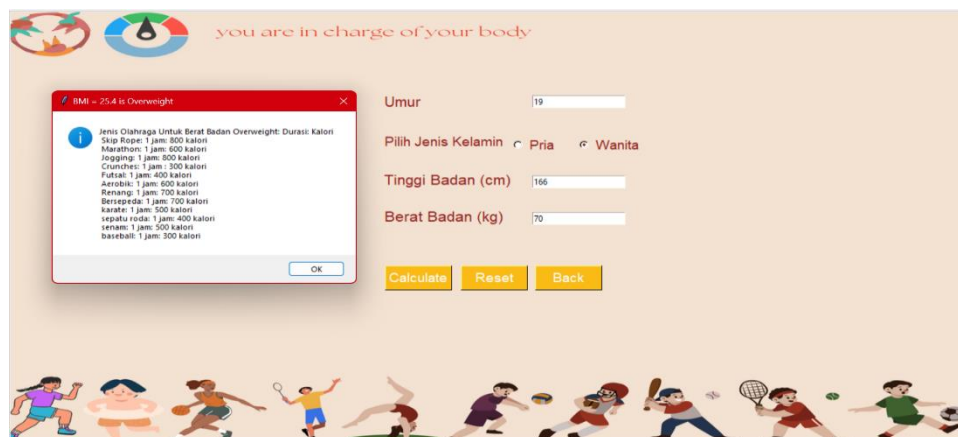 you are in charge of your body
BMI = 25.4 is Overweight
Jenis Olahraga Untuk Berat Badan Overweight: Durasi: Kalori
Skip Rope: 1 jam: 800 kalori
Marathon: 1 jam: 600 kalori
Jogging: 1 jam: 800 kalori
Crunches: 1 jam : 300 kalori
Futsal: 1 jam: 400 kalori
Aerobik: 1 jam: 600 kalori
Renang: 1 jam: 700 kalori
Bersepeda: 1 jam: 700 kalori
karate: 1 jam: 500 kalori
sepatu roda: 1 jam: 400 kalori
senam: 1 jam: 500 kalori
baseball: 1 jam: 300 kalori
OK
Umur 19
Pilih Jenis Kelamin Pria Wanita
Tinggi Badan (cm) 166
Berat Badan (kg) 70
Calculate Reset Back